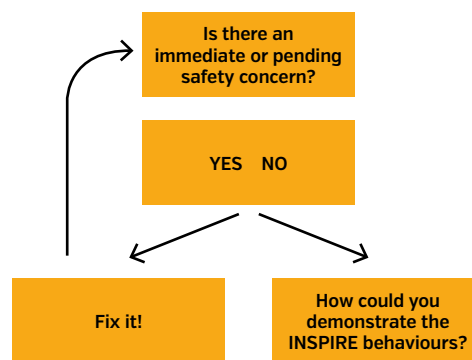 Is there an
immediate or pending
safety concern?
YES NO
Fix it!
How could you
demonstrate the
INSPIRE behaviours?